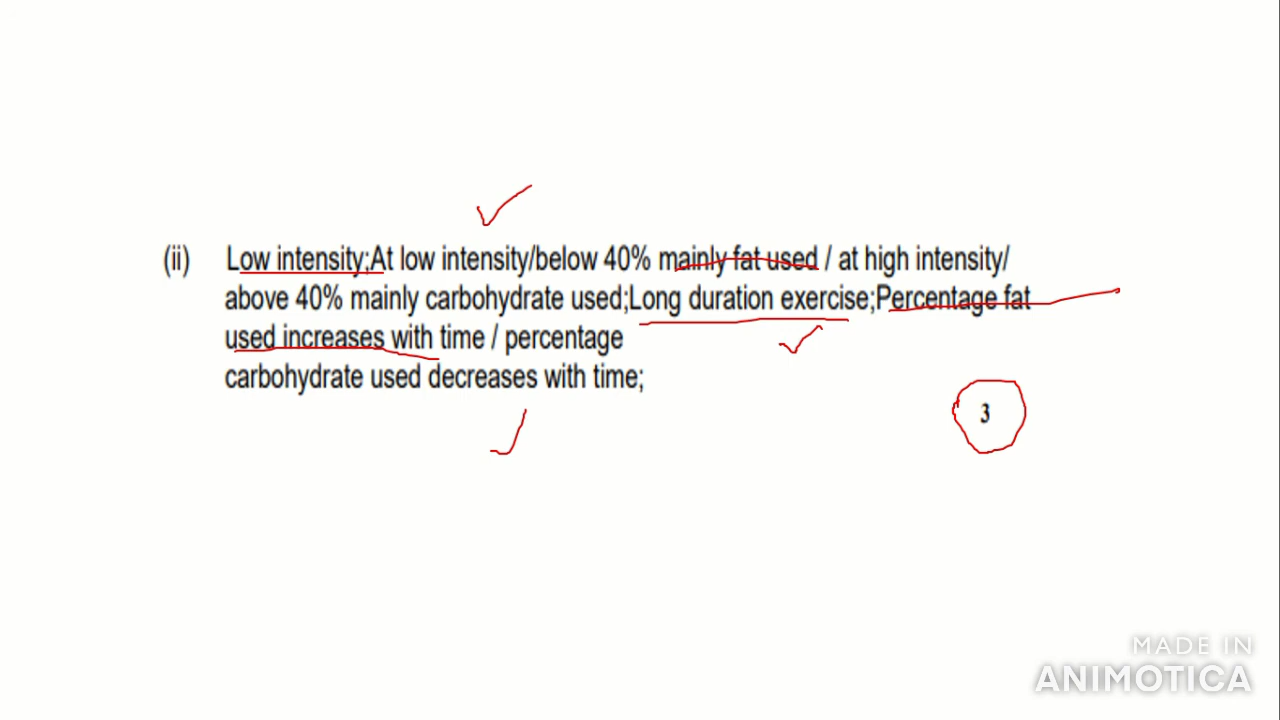 (ii) Low intensity;At low intensity/below 40% mainly fat used / at high intensity/
above 40% mainly carbohydrate used;Long duration exercise;Percentage fat
used increases with time / percentage
carbohydrate used decreases with time;
3
MADE IN
ANIMOTICA